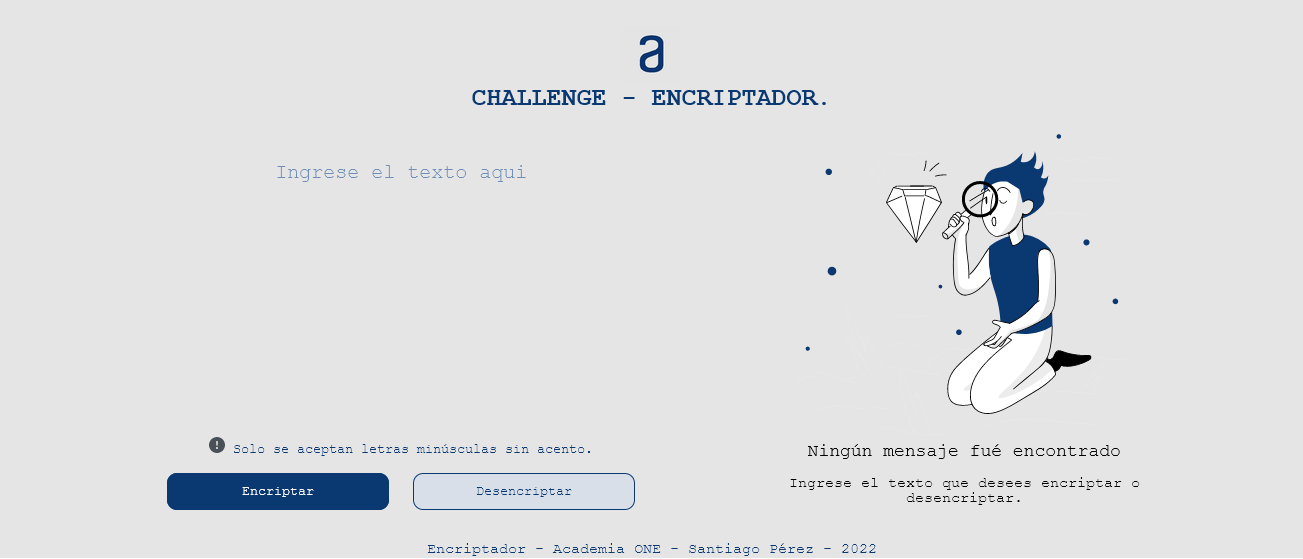 a
CHALLENGE - ENCRIPTADOR.
Ingrese el texto aqui
! Solo se aceptan letras minúsculas sin acento.
Encriptar
Desencriptar
Ningún mensaje fué encontrado
Ingrese el texto que desees encriptar o
desencriptar.
Encriptador - Academia ONE - Santiago Pérez - 2022